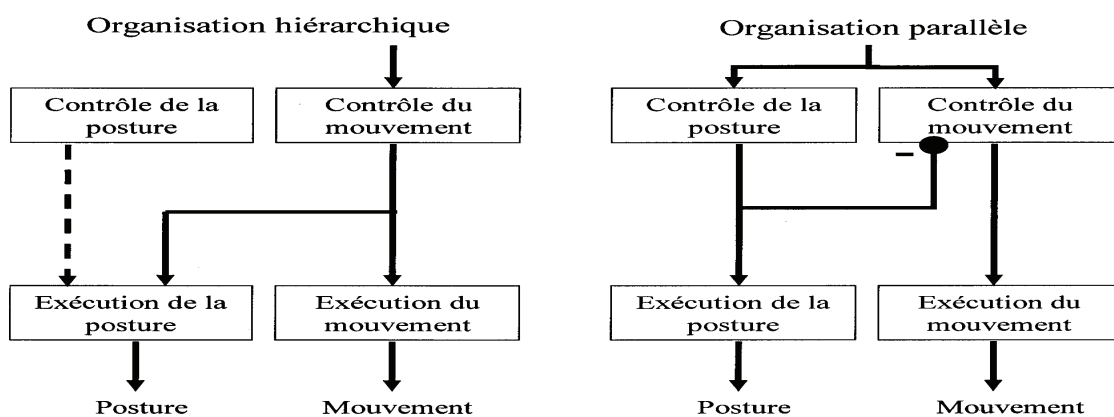 Organisation hiérarchique
Contrôle de la
posture
Contrôle du
mouvement
Exécution de la
posture
Exécution du
mouvement
Posture
Mouvement
Organisation parallèle
Contrôle de la
posture
Contrôle du
mouvement
–
Exécution de la
posture
Exécution du
mouvement
Posture
Mouvement